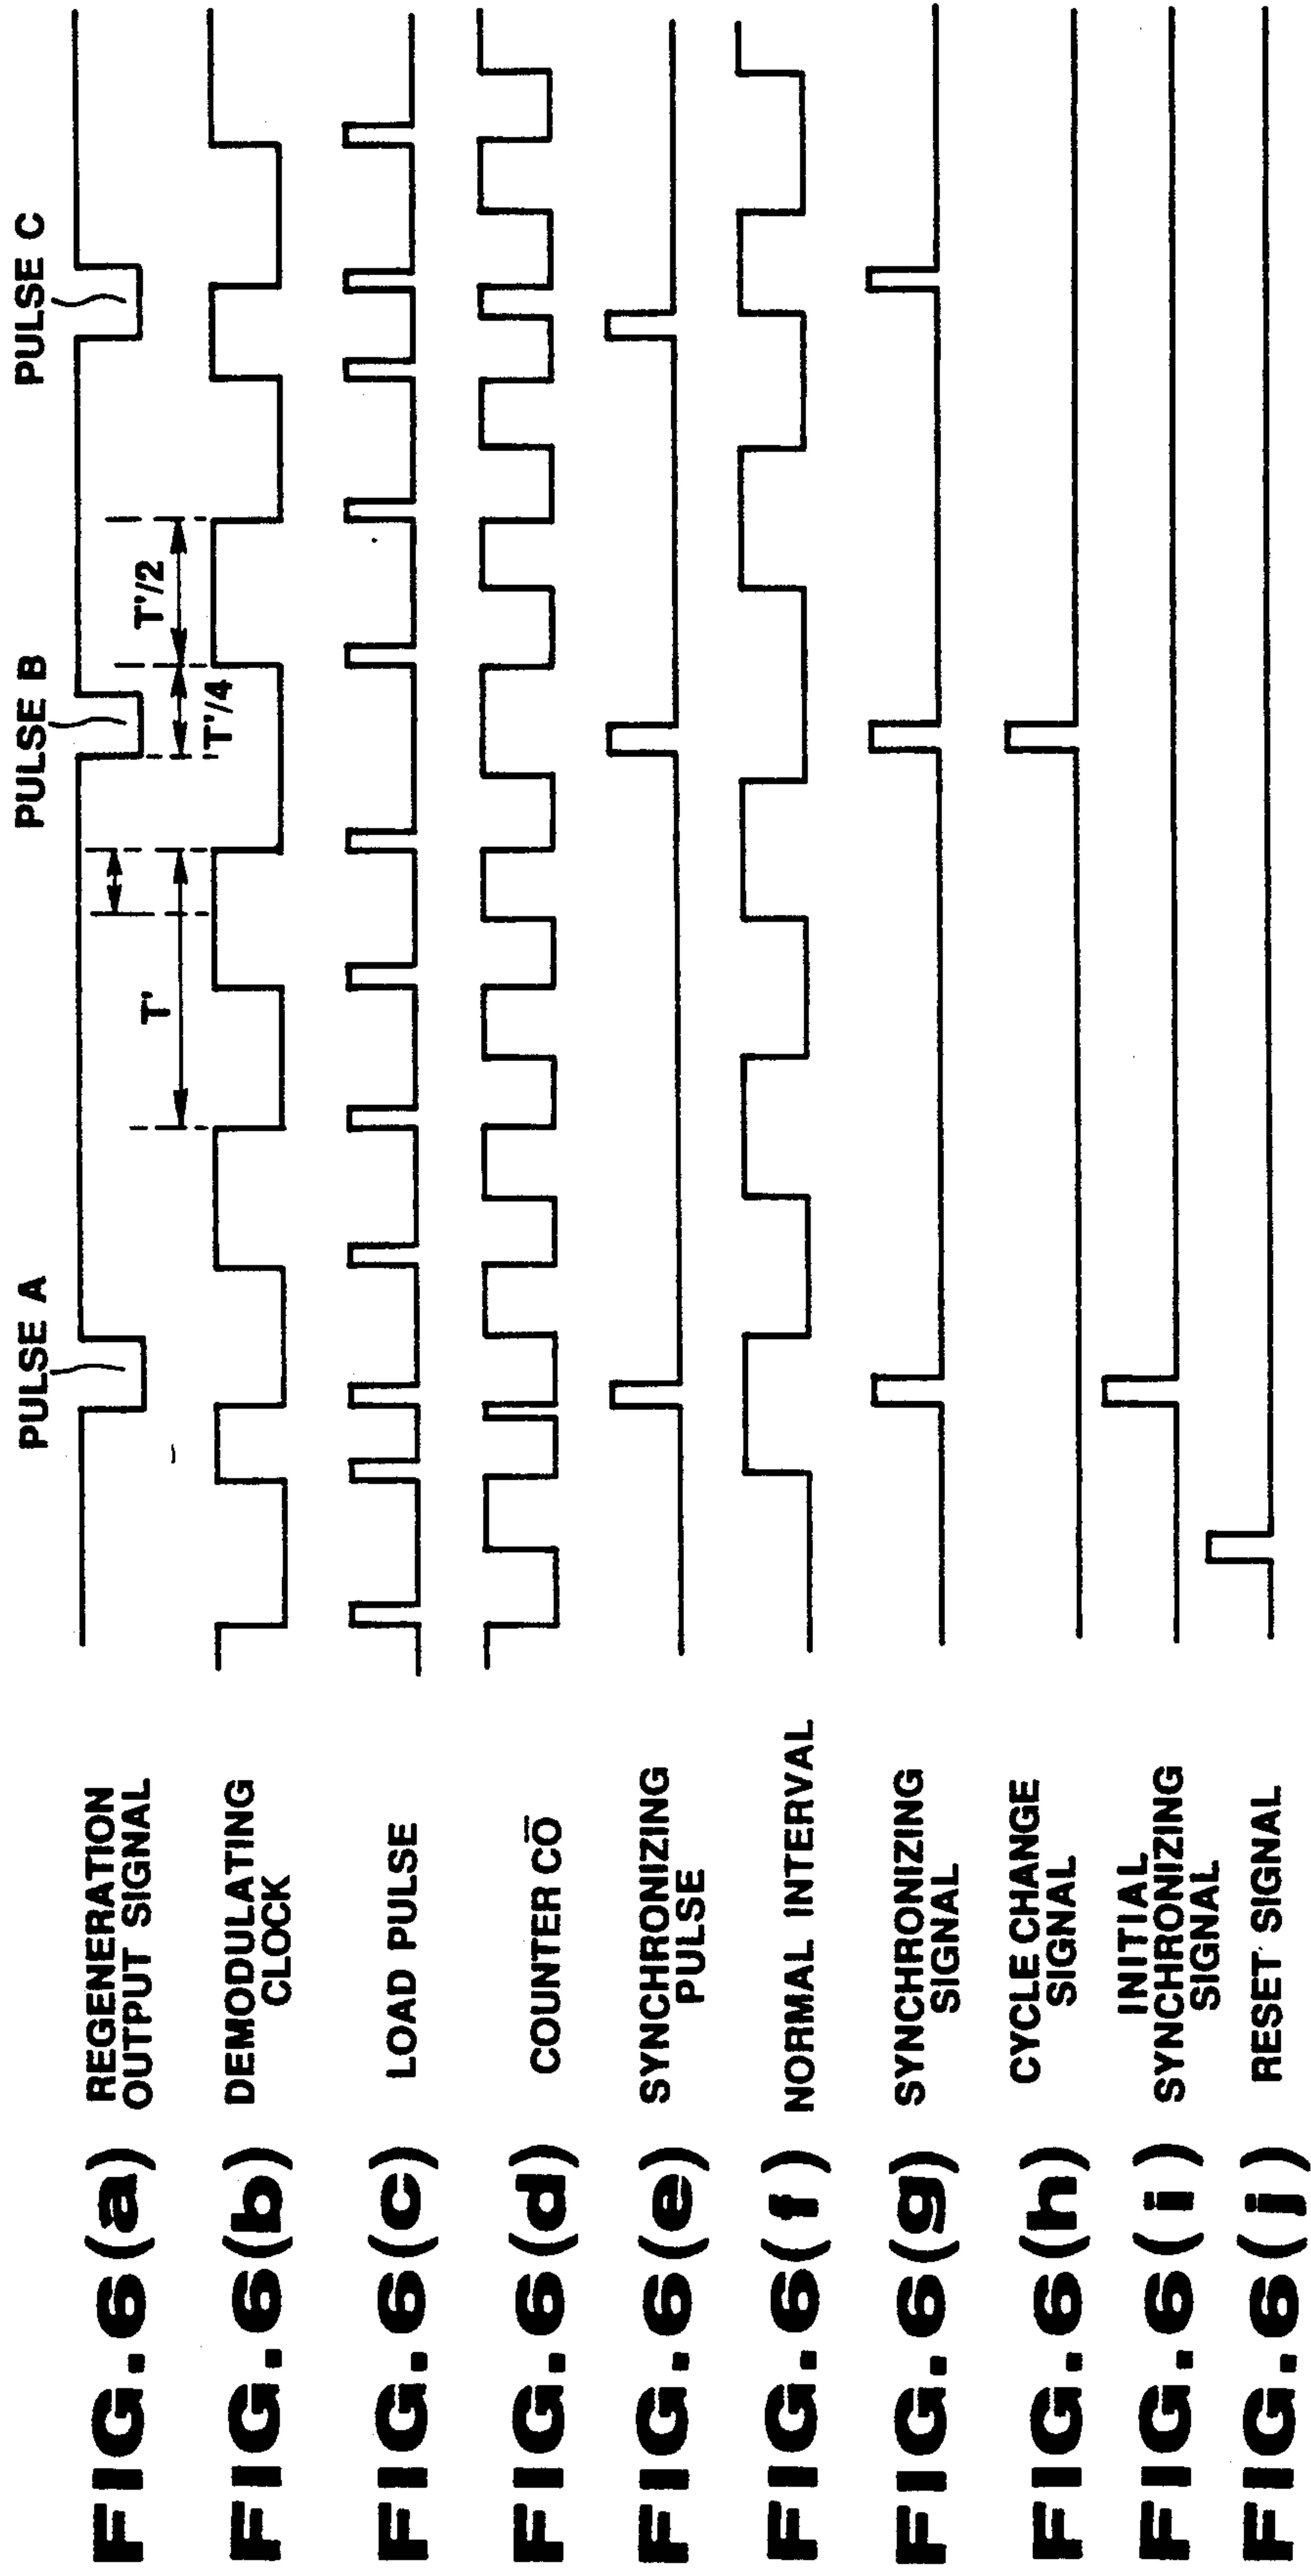 PULSE A
PULSE B
PULSE C
T'
T'/4
T'/2
FIG. 6(a) REGENERATION
OUTPUT SIGNAL
FIG. 6(b) DEMODULATING
CLOCK
FIG. 6(c) LOAD PULSE
FIG. 6(d) COUNTER C̅O̅
FIG. 6(e) SYNCHRONIZING
PULSE
FIG. 6(f) NORMAL INTERVAL
FIG. 6(g) SYNCHRONIZING
SIGNAL
FIG. 6(h) CYCLE CHANGE
SIGNAL
FIG. 6(i) INITIAL
SYNCHRONIZING
SIGNAL
FIG. 6(j) RESET SIGNAL